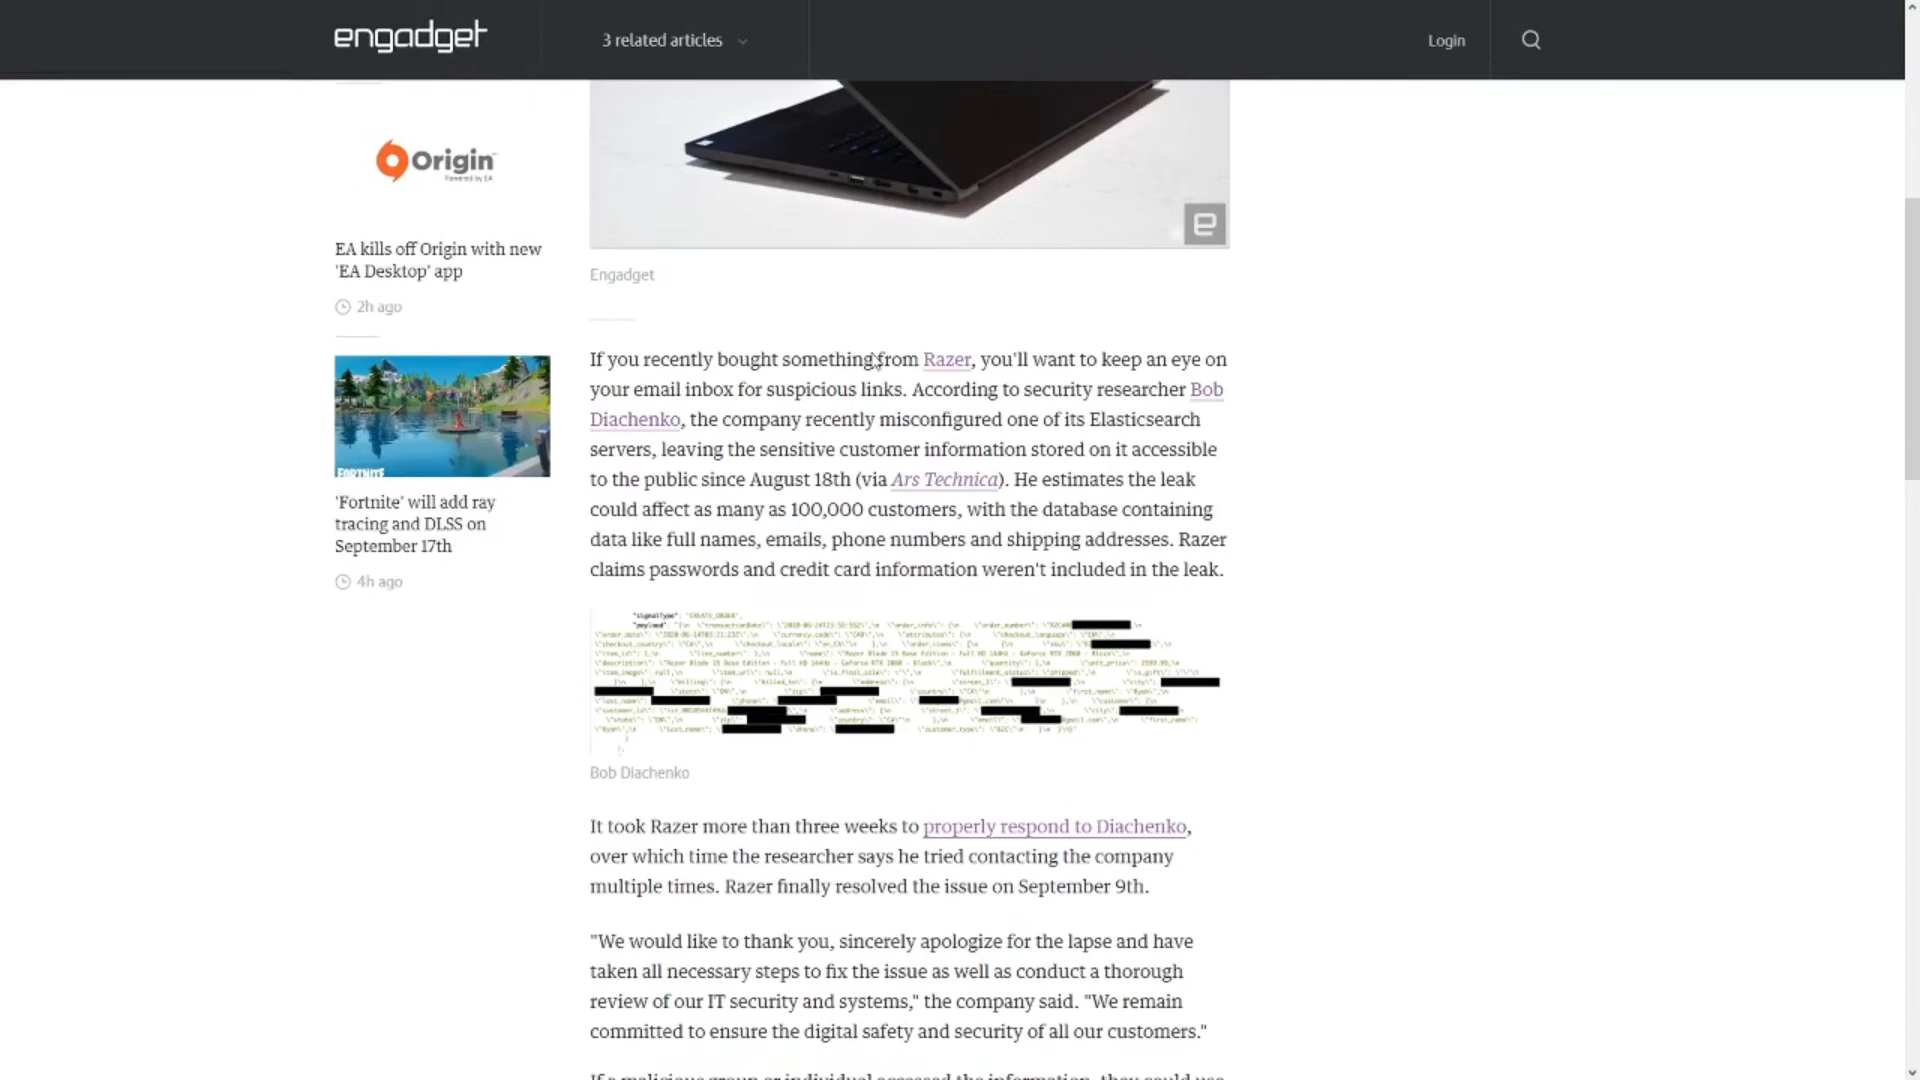 engadget
3 related articles
Login
Origin
Powered by EA
EA kills off Origin with new
'EA Desktop' app
2h ago
FORTNITE
'Fortnite' will add ray
tracing and DLSS on
September 17th
4h ago
e
Engadget
If you recently bought something from Razer, you'll want to keep an eye on
your email inbox for suspicious links. According to security researcher Bob
Diachenko, the company recently misconfigured one of its Elasticsearch
servers, leaving the sensitive customer information stored on it accessible
to the public since August 18th (via Ars Technica). He estimates the leak
could affect as many as 100,000 customers, with the database containing
data like full names, emails, phone numbers and shipping addresses. Razer
claims passwords and credit card information weren't included in the leak.
Bob Diachenko
It took Razer more than three weeks to properly respond to Diachenko,
over which time the researcher says he tried contacting the company
multiple times. Razer finally resolved the issue on September 9th.
"We would like to thank you, sincerely apologize for the lapse and have
taken all necessary steps to fix the issue as well as conduct a thorough
review of our IT security and systems," the company said. "We remain
committed to ensure the digital safety and security of all our customers."